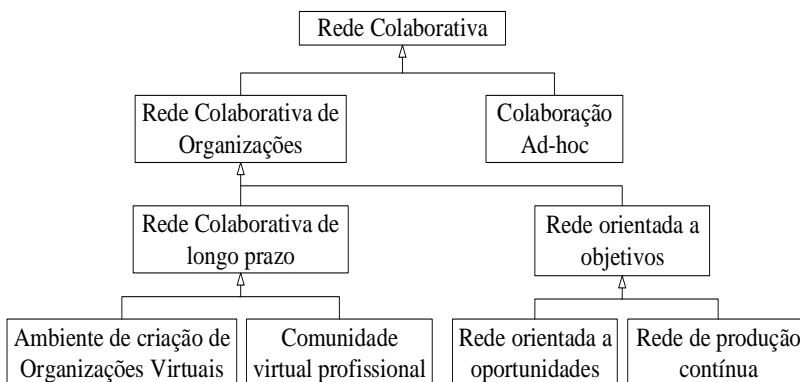 Rede Colaborativa
Rede Colaborativa de
Organizações
Colaboração
Ad-hoc
Rede Colaborativa de
longo prazo
Rede orientada a
objetivos
Ambiente de criação de
Organizações Virtuais
Comunidade
virtual profissional
Rede orientada a
oportunidades
Rede de produção
contínua